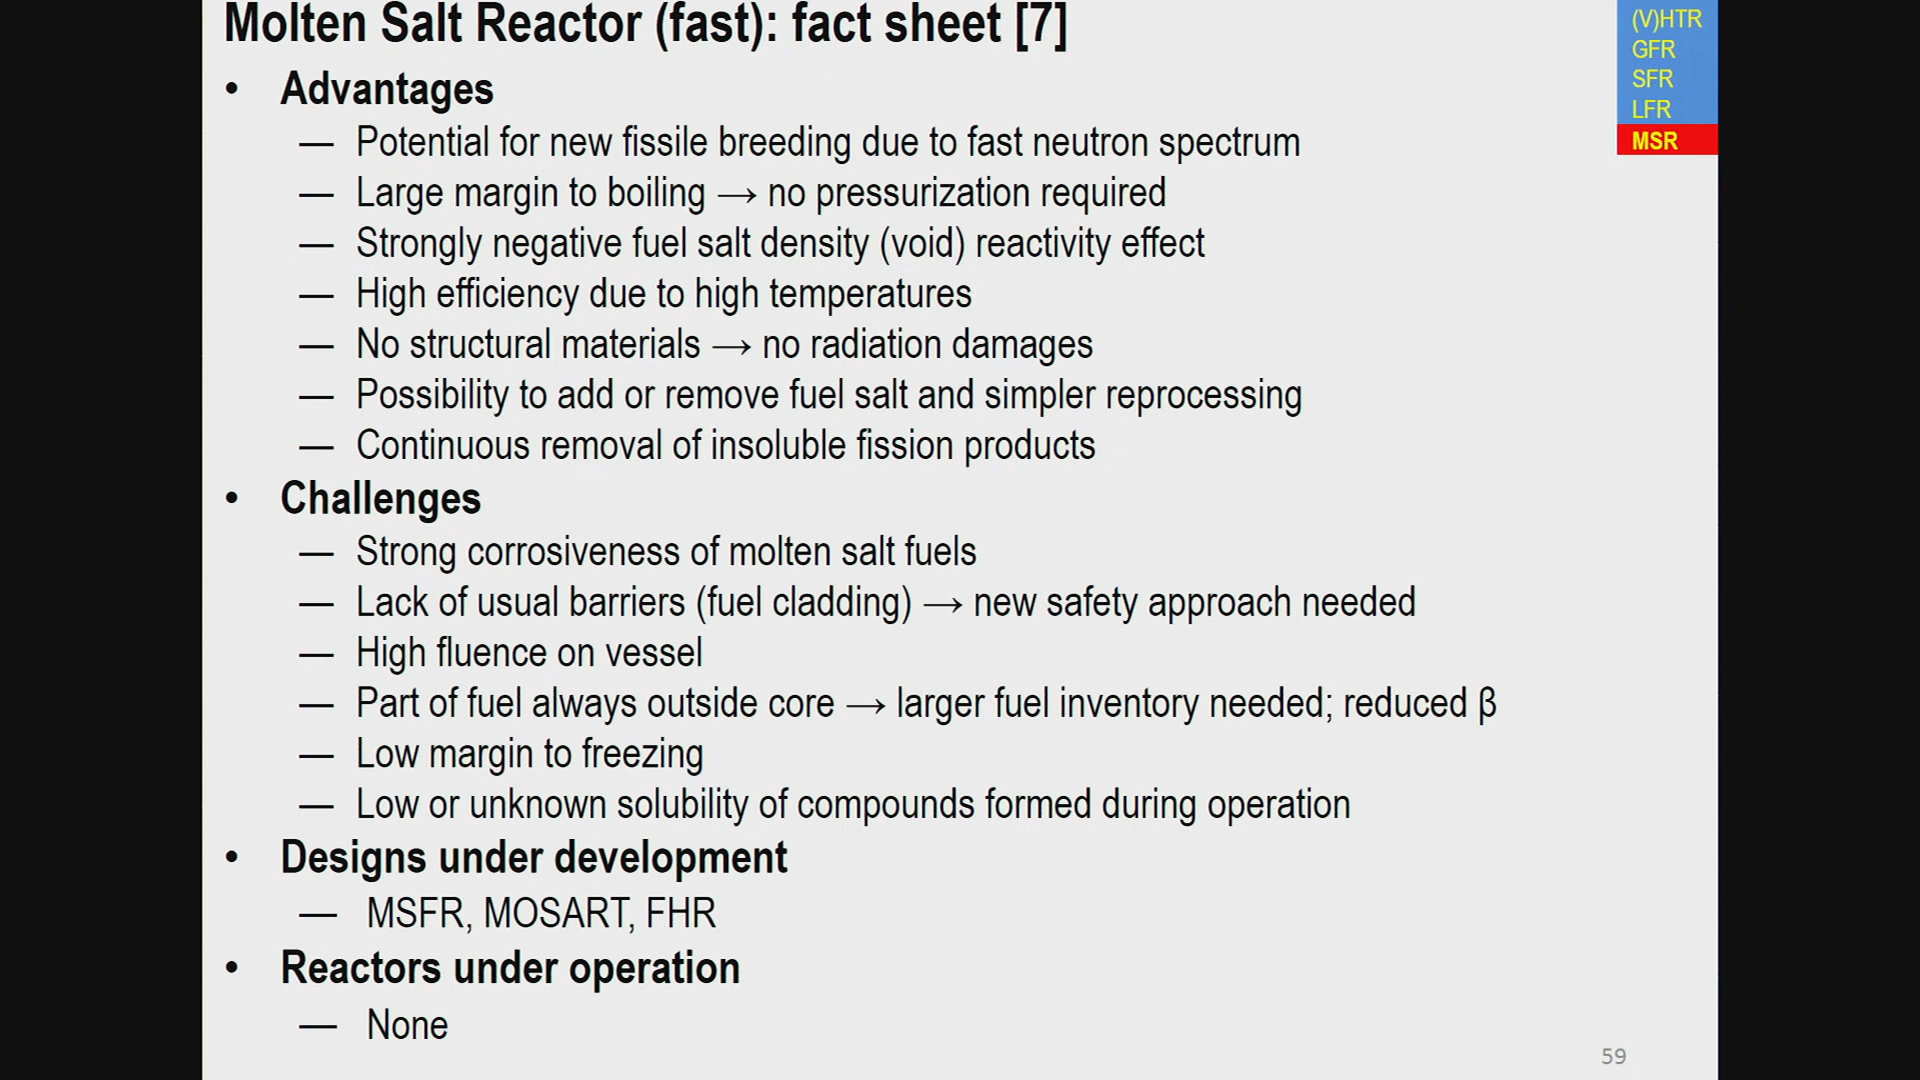 Molten Salt Reactor (fast): fact sheet [7]
(V)HTR
GFR
SFR
LFR
MSR
• Advantages
— Potential for new fissile breeding due to fast neutron spectrum
— Large margin to boiling → no pressurization required
— Strongly negative fuel salt density (void) reactivity effect
— High efficiency due to high temperatures
— No structural materials → no radiation damages
— Possibility to add or remove fuel salt and simpler reprocessing
— Continuous removal of insoluble fission products
• Challenges
— Strong corrosiveness of molten salt fuels
— Lack of usual barriers (fuel cladding) → new safety approach needed
— High fluence on vessel
— Part of fuel always outside core → larger fuel inventory needed; reduced β
— Low margin to freezing
— Low or unknown solubility of compounds formed during operation
• Designs under development
— MSFR, MOSART, FHR
• Reactors under operation
— None
59